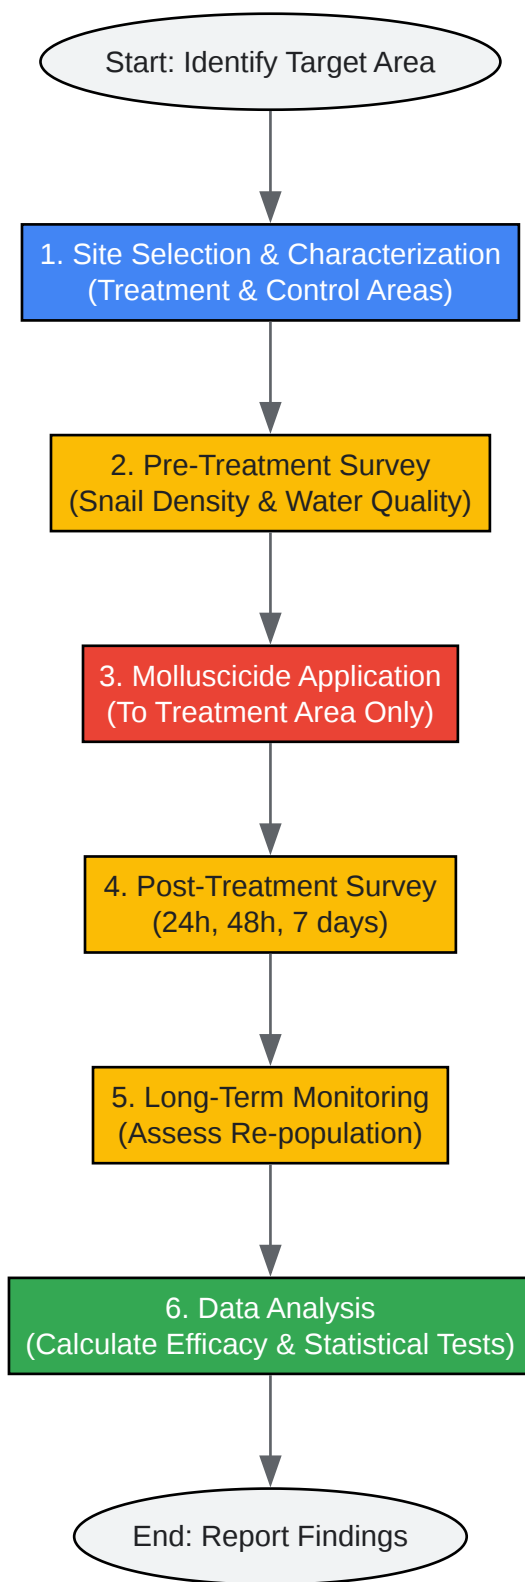 Start: Identify Target Area
1. Site Selection & Characterization
(Treatment & Control Areas)
2. Pre-Treatment Survey
(Snail Density & Water Quality)
3. Molluscicide Application
(To Treatment Area Only)
4. Post-Treatment Survey
(24h, 48h, 7 days)
5. Long-Term Monitoring
(Assess Re-population)
6. Data Analysis
(Calculate Efficacy & Statistical Tests)
End: Report Findings